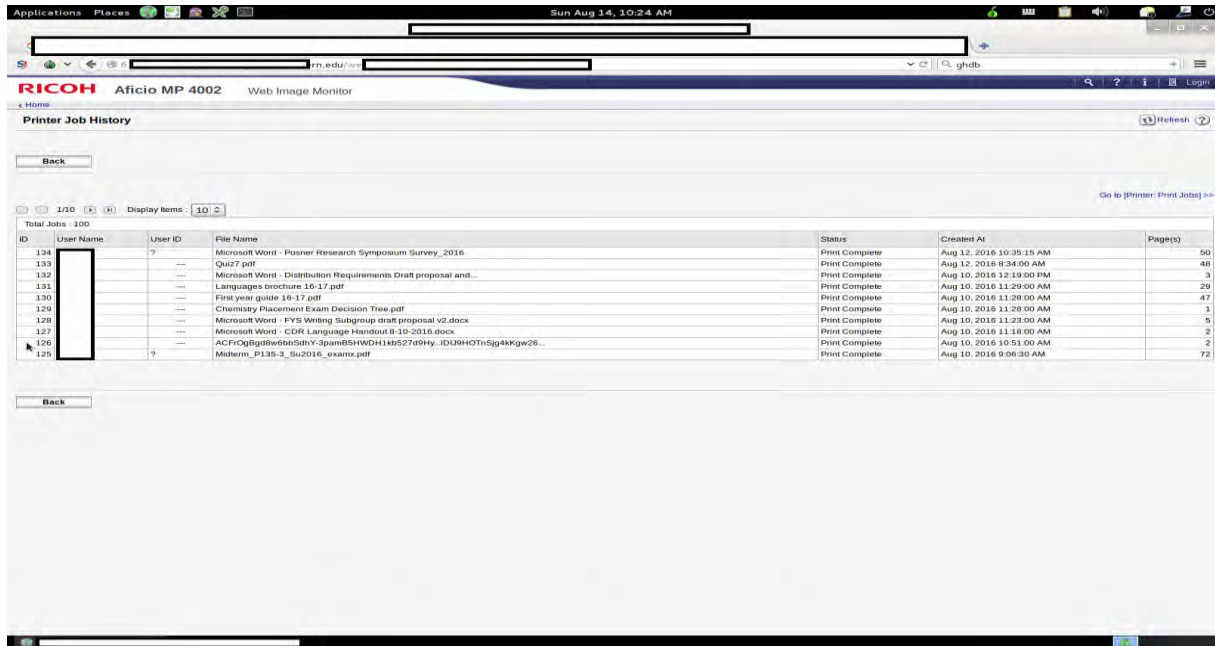 Applications Places Sun Aug 14, 10:24 AM
rn.edu/we ghdb
RICOH Aficio MP 4002 Web Image Monitor ? i Login
Home
Printer Job History Refresh ?
Back
Go to [Printer: Print Jobs] >>
1/10 Display Items : 10
Total Jobs : 100
ID User Name User ID File Name Status Created At Page(s)
134 ? Microsoft Word - Posner Research Symposium Survey_2016 Print Complete Aug 12, 2016 10:35:15 AM 50
133 --- Quiz7.pdf Print Complete Aug 12, 2016 8:34:00 AM 48
132 --- Microsoft Word - Distribution Requirements Draft proposal and... Print Complete Aug 10, 2016 12:19:00 PM 3
131 --- Languages brochure 16-17.pdf Print Complete Aug 10, 2016 11:29:00 AM 29
130 --- First year guide 16-17.pdf Print Complete Aug 10, 2016 11:28:00 AM 47
129 --- Chemistry Placement Exam Decision Tree.pdf Print Complete Aug 10, 2016 11:28:00 AM 1
128 --- Microsoft Word - FYS Writing Subgroup draft proposal v2.docx Print Complete Aug 10, 2016 11:23:00 AM 5
127 --- Microsoft Word - CDR Language Handout 8-10-2016.docx Print Complete Aug 10, 2016 11:18:00 AM 2
126 --- Print Complete Aug 10, 2016 10:51:00 AM 2
125 ? Midterm_P135-3_Su2016_examx.pdf Print Complete Aug 10, 2016 9:06:30 AM 72
Back